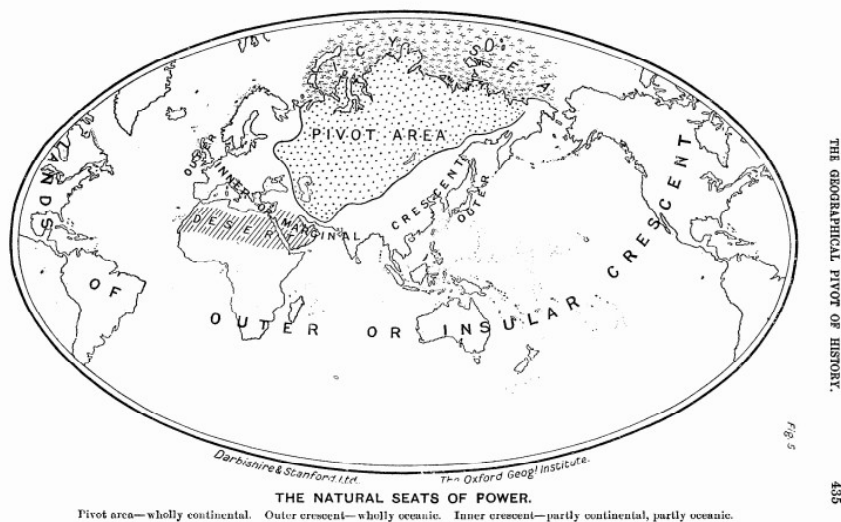 ICY SEA
PIVOT AREA
LANDS OF OUTER OR INSULAR CRESCENT
OUTER
INNER OR MARGINAL CRESCENT
OUTER
DESERT
Darbishire & Stanford, Ltd.
The Oxford Geogl. Institute.
Fig. 5
THE NATURAL SEATS OF POWER.
Pivot area—wholly continental. Outer crescent—wholly oceanic. Inner crescent—partly continental, partly oceanic.
THE GEOGRAPHICAL PIVOT OF HISTORY.
435